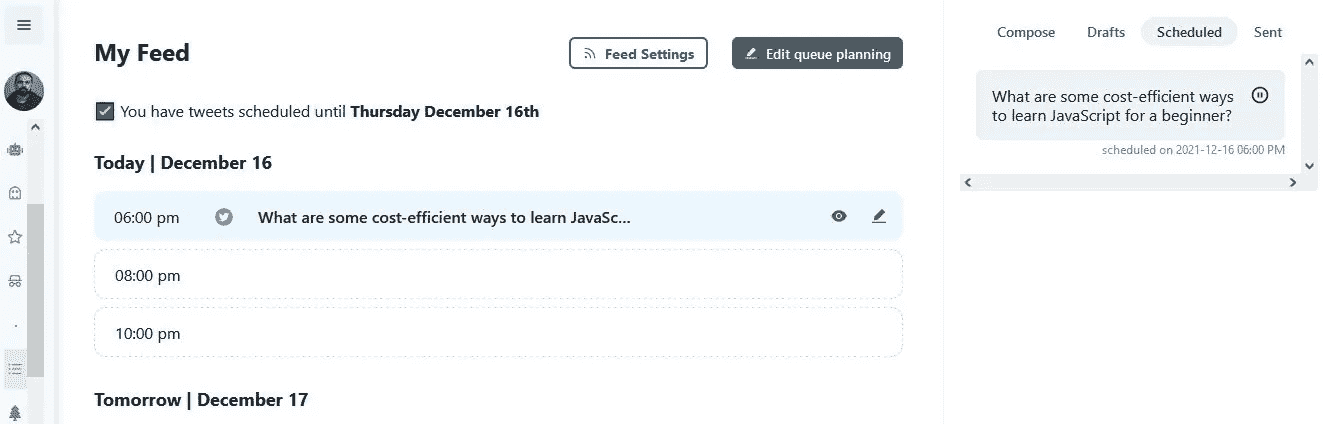 My Feed
Feed Settings
Edit queue planning
You have tweets scheduled until Thursday December 16th
Today | December 16
06:00 pm What are some cost-efficient ways to learn JavaSc...
08:00 pm
10:00 pm
Tomorrow | December 17
Compose Drafts Scheduled Sent
What are some cost-efficient ways
to learn JavaScript for a beginner?
scheduled on 2021-12-16 06:00 PM